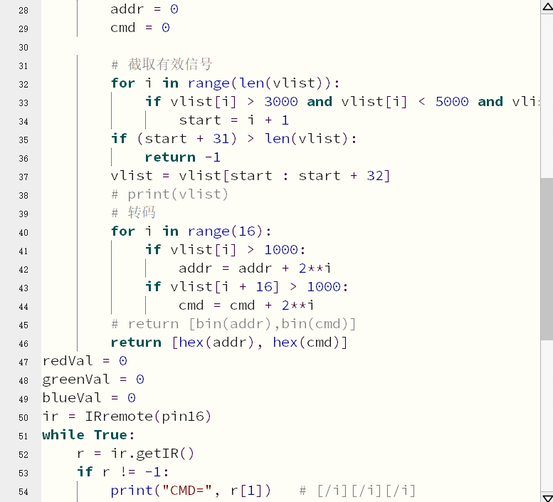 28 addr = 0
29 cmd = 0
30
31 # 截取有效信号
32 for i in range(len(vlist)):
33 if vlist[i] > 3000 and vlist[i] < 5000 and vli
34 start = i + 1
35 if (start + 31) > len(vlist):
36 return -1
37 vlist = vlist[start : start + 32]
38 # print(vlist)
39 # 转码
40 for i in range(16):
41 if vlist[i] > 1000:
42 addr = addr + 2**i
43 if vlist[i + 16] > 1000:
44 cmd = cmd + 2**i
45 # return [bin(addr),bin(cmd)]
46 return [hex(addr), hex(cmd)]
47 redVal = 0
48 greenVal = 0
49 blueVal = 0
50 ir = IRremote(pin16)
51 while True:
52 r = ir.getIR()
53 if r != -1:
54 print("CMD=", r[1]) # [/i][/i][/i]